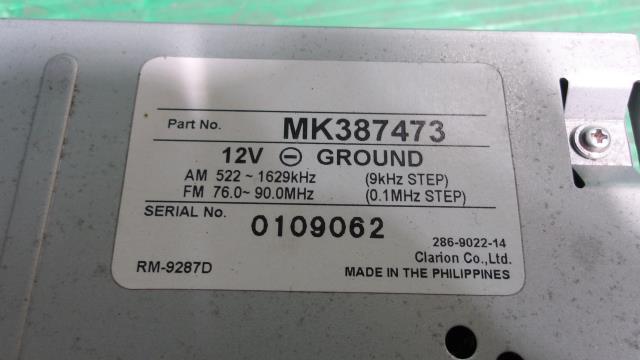 Part No. MK387473
12V ⊖ GROUND
AM 522 ~ 1629kHz (9kHz STEP)
FM 76.0~ 90.0MHz (0.1MHz STEP)
SERIAL No. 0109062
286-9022-14
Clarion Co.,Ltd.
RM-9287D MADE IN THE PHILIPPINES